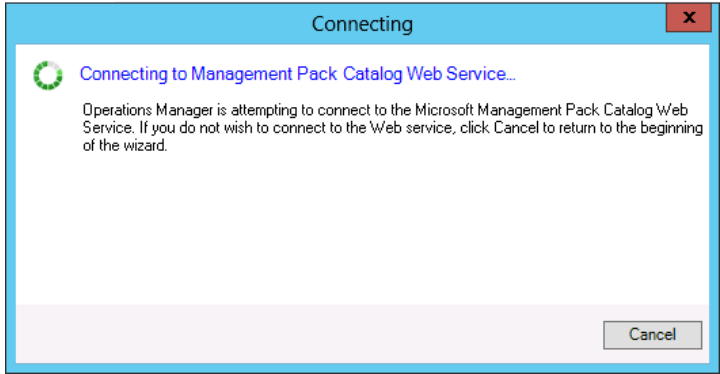 Connecting
x
Connecting to Management Pack Catalog Web Service...
Operations Manager is attempting to connect to the Microsoft Management Pack Catalog Web
Service. If you do not wish to connect to the Web service, click Cancel to return to the beginning
of the wizard.
Cancel